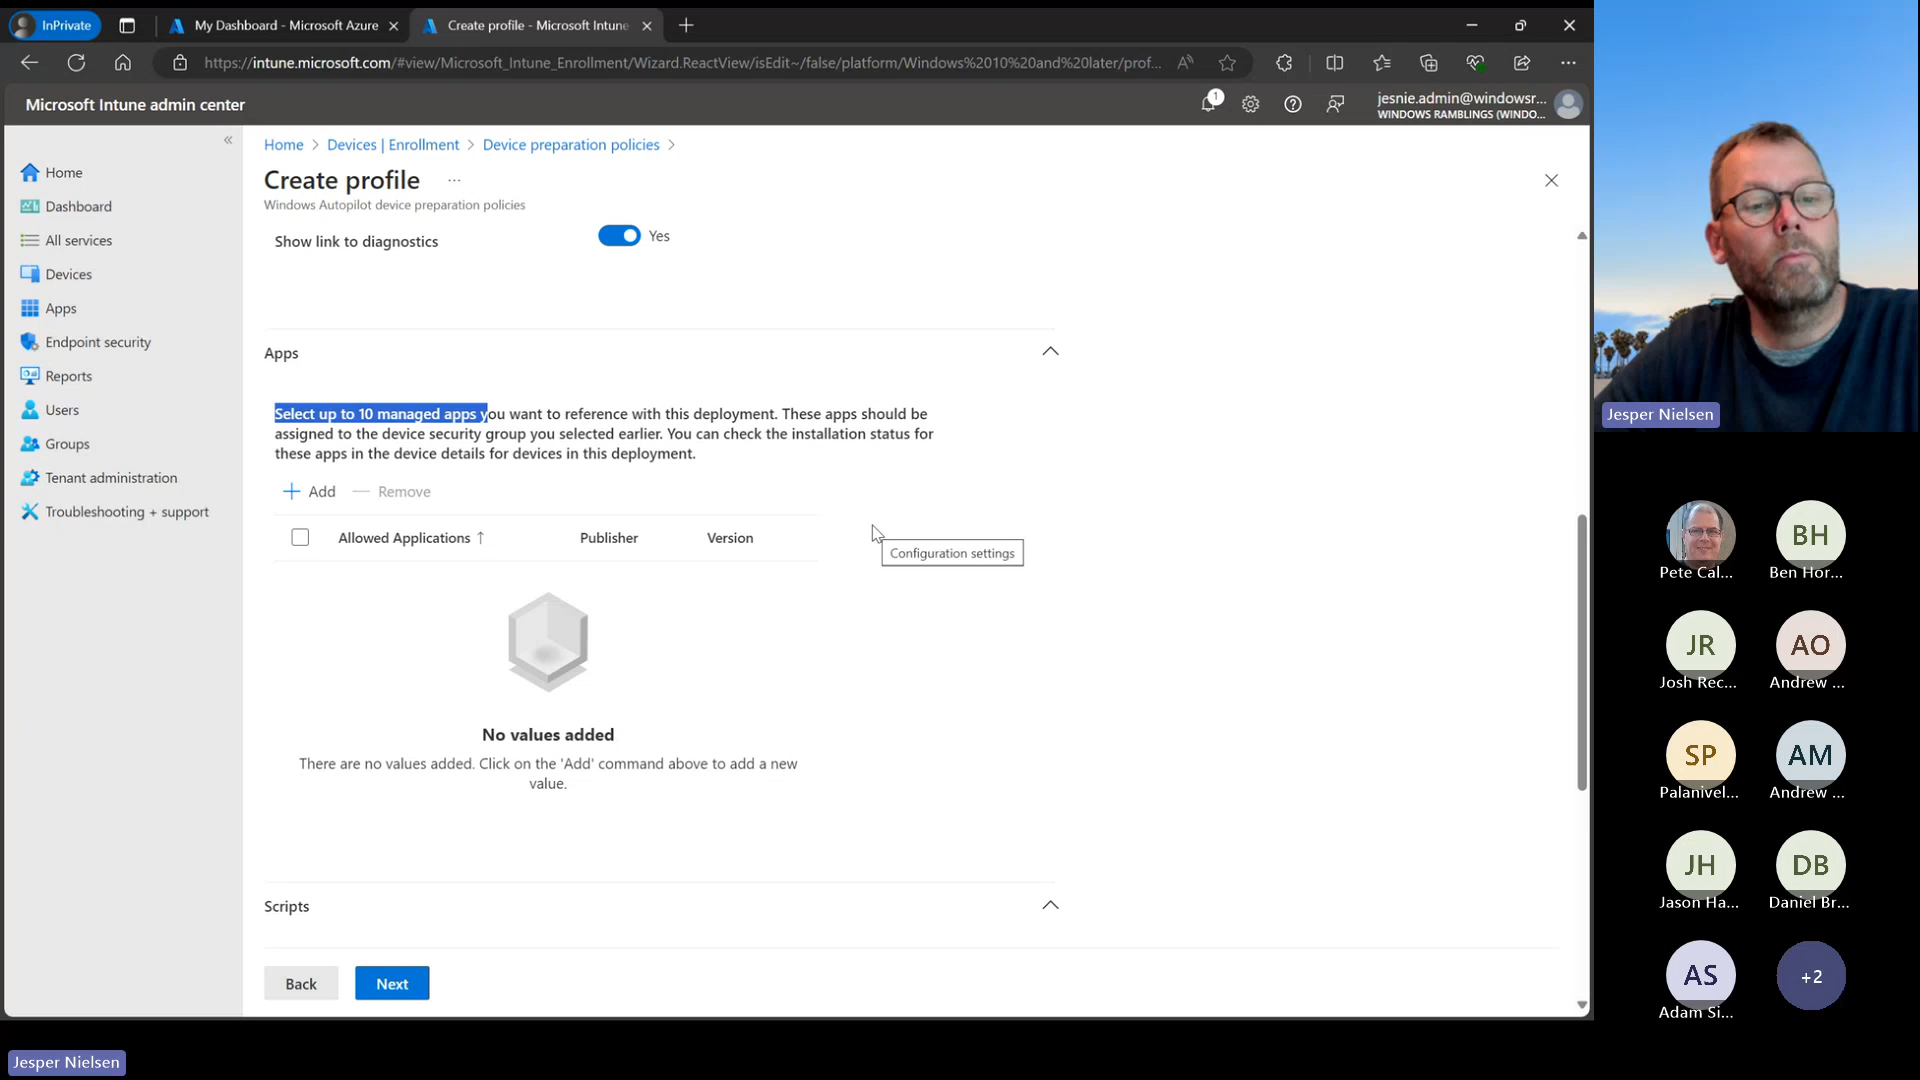 InPrivate
My Dashboard - Microsoft Azure
Create profile - Microsoft Intune
https://intune.microsoft.com/#view/Microsoft_Intune_Enrollment/Wizard.ReactView/isEdit~/false/platform/Windows%2010%20and%20later/prof...
Microsoft Intune admin center
1
jesnie.admin@windowsr...
WINDOWS RAMBLINGS (WINDO...
Home
Dashboard
All services
Devices
Apps
Endpoint security
Reports
Users
Groups
Tenant administration
Troubleshooting + support
Home > Devices | Enrollment > Device preparation policies >
Create profile ...
Windows Autopilot device preparation policies
Show link to diagnostics
Yes
Apps
Select up to 10 managed apps you want to reference with this deployment. These apps should be
assigned to the device security group you selected earlier. You can check the installation status for
these apps in the device details for devices in this deployment.
+ Add
Remove
Allowed Applications ↑
Publisher
Version
Configuration settings
No values added
There are no values added. Click on the 'Add' command above to add a new
value.
Scripts
Back
Next
Jesper Nielsen
Pete Cal...
BH
Ben Hor...
JR
Josh Rec...
AO
Andrew ...
SP
Palanivel...
AM
Andrew ...
JH
Jason Ha...
DB
Daniel Br...
AS
Adam Si...
+2
Jesper Nielsen